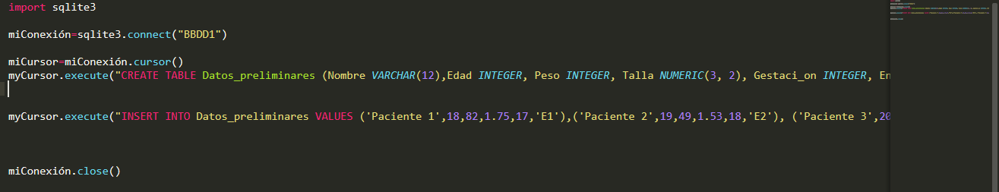 import sqlite3
miConexión=sqlite3.connect("BBDD1")
miCursor=miConexión.cursor()
myCursor.execute("CREATE TABLE Datos_preliminares (Nombre VARCHAR(12),Edad INTEGER, Peso INTEGER, Talla NUMERIC(3, 2), Gestaci_on INTEGER, En
myCursor.execute("INSERT INTO Datos_preliminares VALUES ('Paciente 1',18,82,1.75,17,'E1'),('Paciente 2',19,49,1.53,18,'E2'), ('Paciente 3',20
miConexión.close()